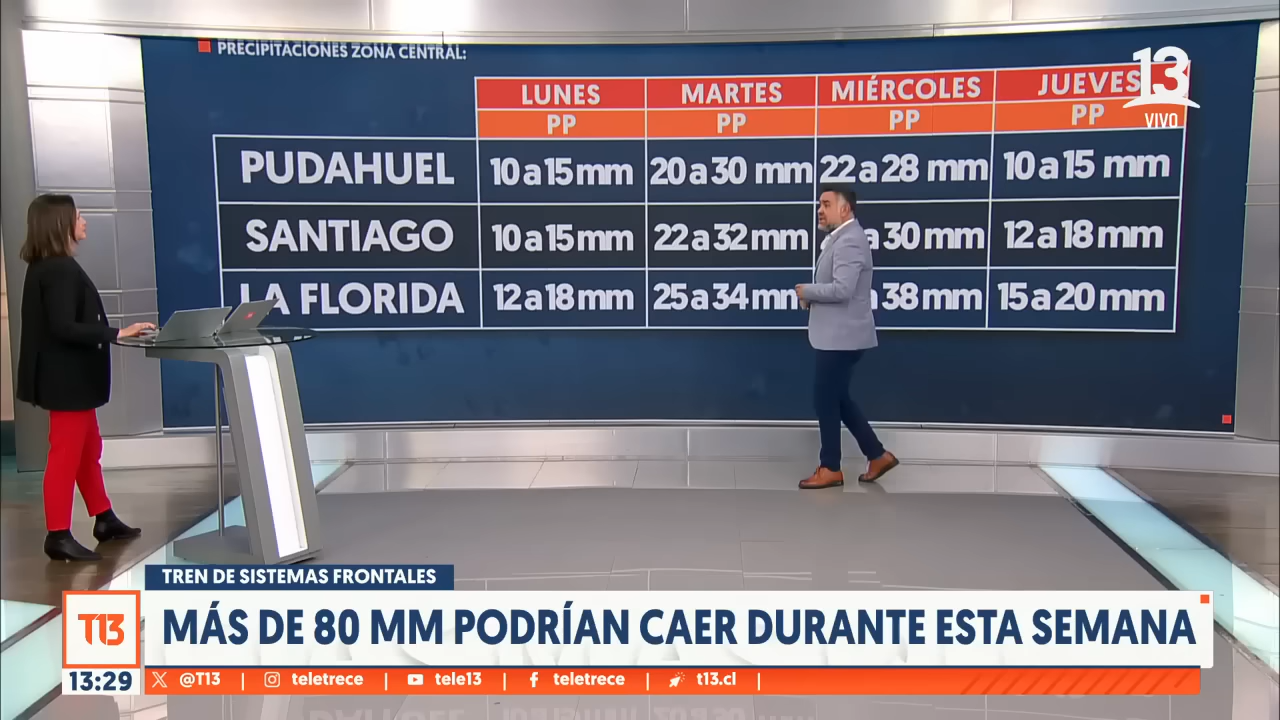 PRECIPITACIONES ZONA CENTRAL:
13
VIVO
LUNES MARTES MIÉRCOLES JUEVES
PP PP PP PP
PUDAHUEL 10 a 15 mm 20 a 30 mm 22 a 28 mm 10 a 15 mm
SANTIAGO 10 a 15 mm 22 a 32 mm a 30 mm 12 a 18 mm
LA FLORIDA 12 a 18 mm 25 a 34 mm 38 mm 15 a 20 mm
TREN DE SISTEMAS FRONTALES
T13
MÁS DE 80 MM PODRÍAN CAER DURANTE ESTA SEMANA
13:29 @T13 | teletrece | tele13 | teletrece | t13.cl |